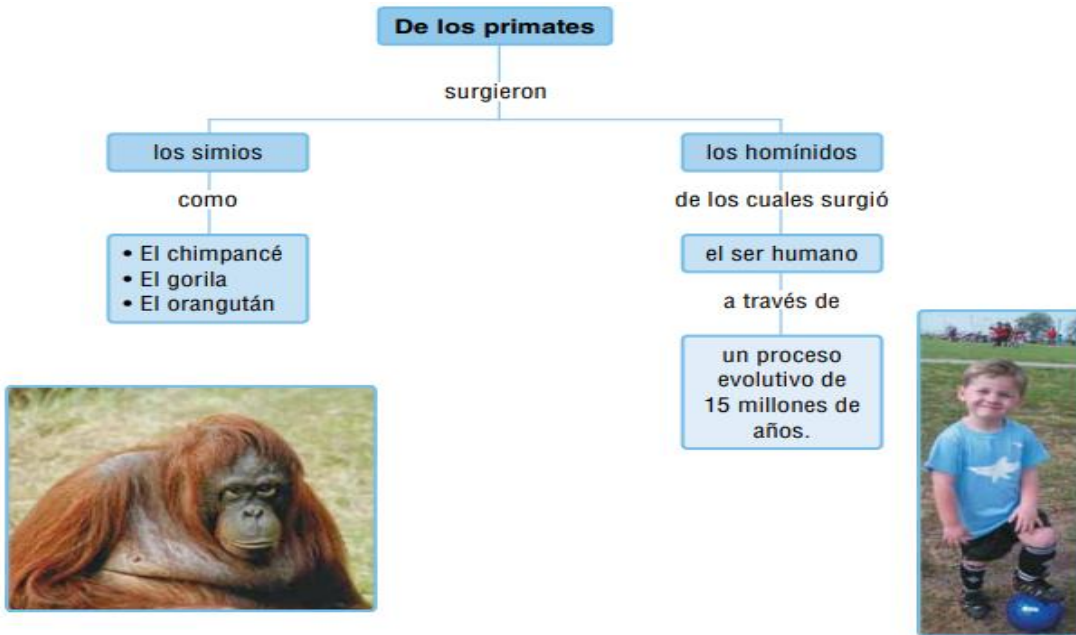 De los primates
surgieron
los simios
como
• El chimpancé
• El gorila
• El orangután
los homínidos
de los cuales surgió
el ser humano
a través de
un proceso
evolutivo de
15 millones de
años.